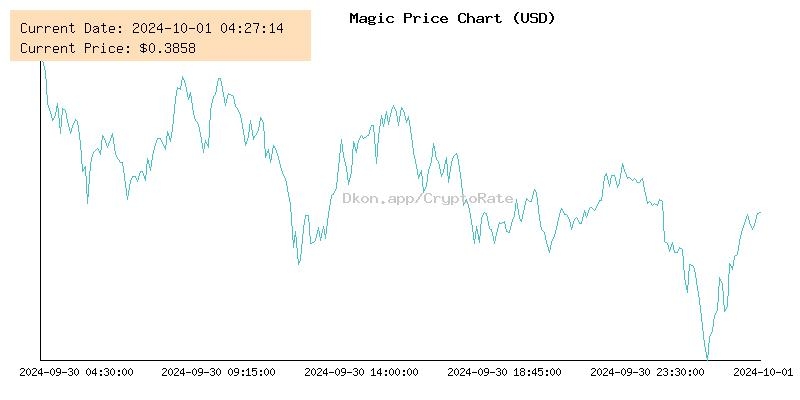 Magic Price Chart (USD)
Current Date: 2024-10-01 04:27:14
Current Price: $0.3858
Dkon.app/CryptoRate
2024-09-30 04:30:00 2024-09-30 09:15:00 2024-09-30 14:00:00 2024-09-30 18:45:00 2024-09-30 23:30:00 2024-10-01